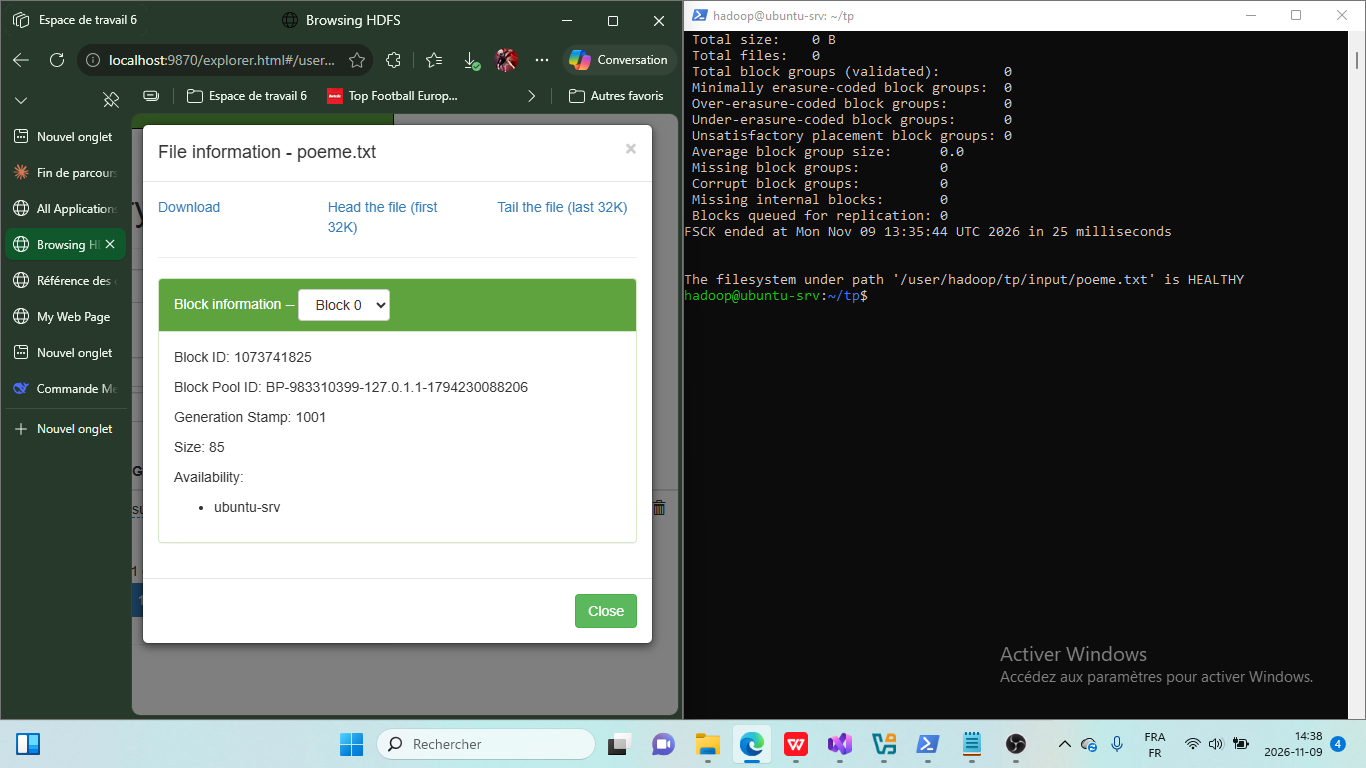 Espace de travail 6
Browsing HDFS
localhost:9870/explorer.html#/user...
Conversation
Espace de travail 6
Top Football Europ...
Autres favoris
Nouvel onglet
Fin de parcour
All Application
Browsing H
Référence des
My Web Page
Nouvel onglet
Commande Me
Nouvel onglet
File information - poeme.txt
×
Download
Head the file (first
32K)
Tail the file (last 32K)
Block information --
Block 0
Block ID: 1073741825
Block Pool ID: BP-983310399-127.0.1.1-1794230088206
Generation Stamp: 1001
Size: 85
Availability:
• ubuntu-srv
Close
hadoop@ubuntu-srv: ~/tp
Total size:    0 B
Total files:   0
Total block groups (validated):        0
Minimally erasure-coded block groups:  0
Over-erasure-coded block groups:       0
Under-erasure-coded block groups:      0
Unsatisfactory placement block groups: 0
Average block group size:      0.0
Missing block groups:          0
Corrupt block groups:          0
Missing internal blocks:       0
Blocks queued for replication: 0
FSCK ended at Mon Nov 09 13:35:44 UTC 2026 in 25 milliseconds
The filesystem under path '/user/hadoop/tp/input/poeme.txt' is HEALTHY
hadoop@ubuntu-srv:~/tp$
Activer Windows
Accédez aux paramètres pour activer Windows.
Rechercher
FRA
FR
14:38
2026-11-09
4